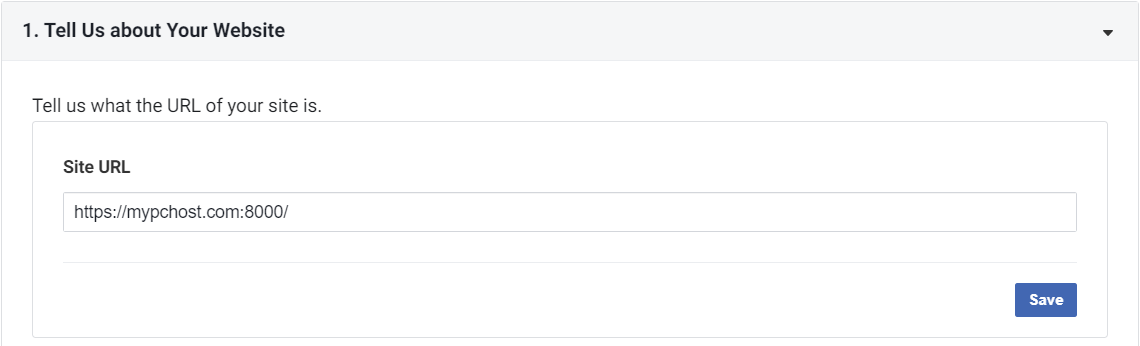 1. Tell Us about Your Website
Tell us what the URL of your site is.
Site URL
https://mypchost.com:8000/
Save